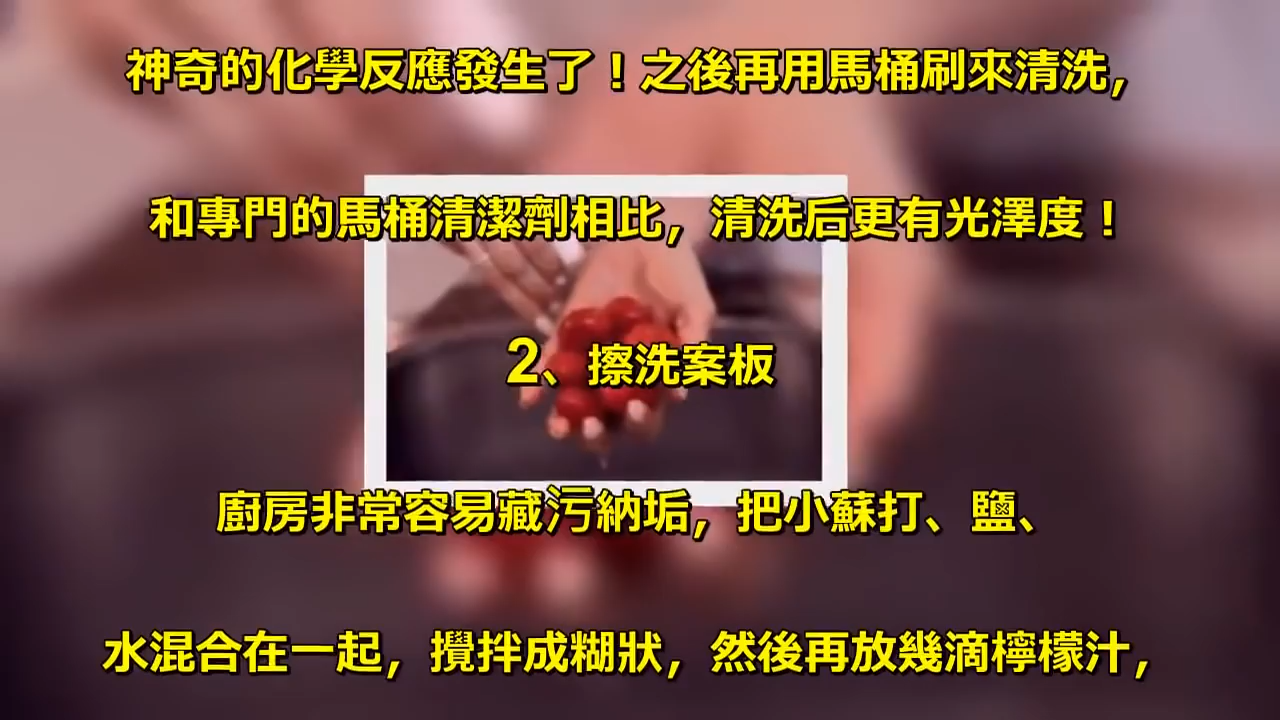 神奇的化學反應發生了！之後再用馬桶刷來清洗，
和專門的馬桶清潔劑相比，清洗后更有光澤度！
2、擦洗案板
廚房非常容易藏污納垢，把小蘇打、鹽、
水混合在一起，攪拌成糊狀，然後再放幾滴檸檬汁，